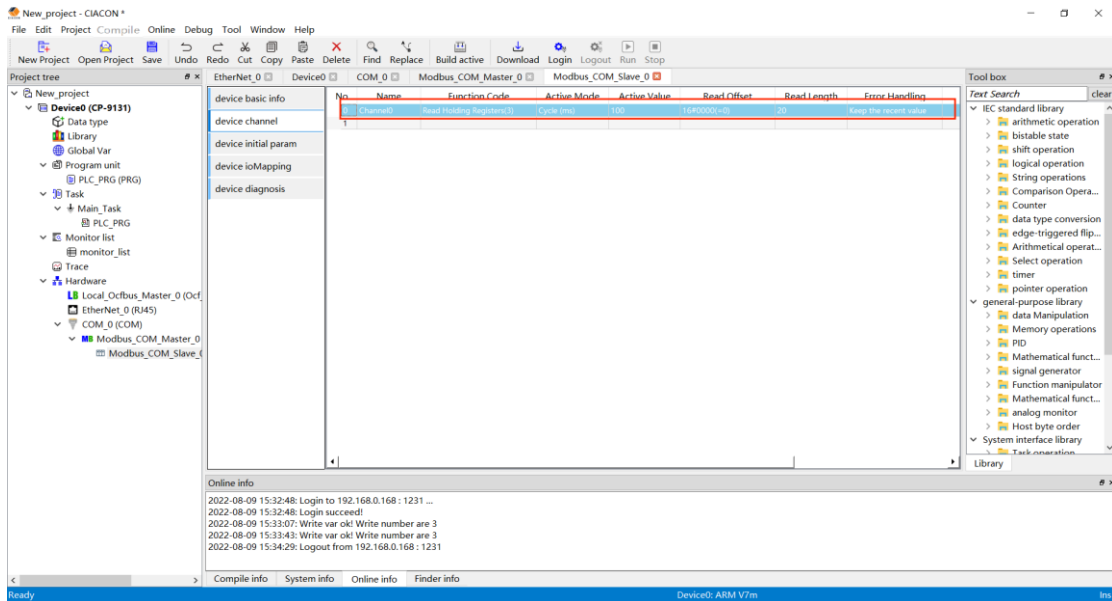 New_project - CIACON *
File Edit Project Compile Online Debug Tool Window Help
New Project Open Project Save Undo Redo Cut Copy Paste Delete Find Replace Build active Download Login Logout Run Stop
Project tree
New_project
Device0 (CP-9131)
Data type
Library
Global Var
Program unit
PLC_PRG (PRG)
Task
Main_Task
PLC_PRG
Monitor list
monitor_list
Trace
Hardware
Local_Ocfbus_Master_0 (Ocf_
EtherNet_0 (RJ45)
COM_0 (COM)
Modbus_COM_Master_0
Modbus_COM_Slave_0
EtherNet_0 Device0 COM_0 Modbus_COM_Master_0 Modbus_COM_Slave_0
device basic info
device channel
device initial param
device ioMapping
device diagnosis
No. Name Function Code Active Mode Active Value Read Offset Read Length Error Handling
0 Channel0 Read Holding Registers(3) Cycle (ms) 100 16#0000(=0) 20 Keep the recent value
1
Tool box
Text Search clear
IEC standard library
arithmetic operation
bistable state
shift operation
logical operation
String operations
Comparison Opera...
Counter
data type conversion
edge-triggered flip...
Arithmetical operat...
Select operation
timer
pointer operation
general-purpose library
data Manipulation
Memory operations
PID
Mathematical funct...
signal generator
Function manipulator
Mathematical funct...
analog monitor
Host byte order
System interface library
Task operation
Library
Online info
2022-08-09 15:32:48: Login to 192.168.0.168 : 1231 ...
2022-08-09 15:32:48: Login succeed!
2022-08-09 15:33:07: Write var ok! Write number are 3
2022-08-09 15:33:43: Write var ok! Write number are 3
2022-08-09 15:34:29: Logout from 192.168.0.168 : 1231
Compile info System info Online info Finder info
Ready Device0: ARM V7m Ins